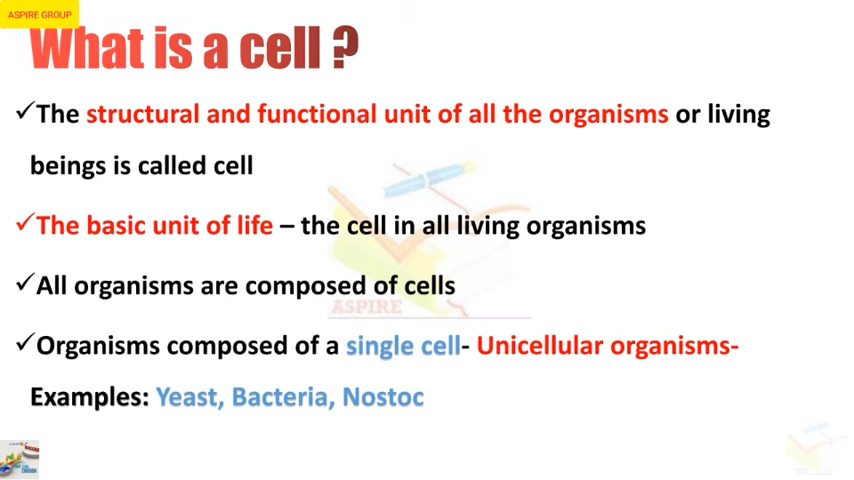 ASPIRE GROUP
What is a cell ?
✓The structural and functional unit of all the organisms or living
beings is called cell
✓The basic unit of life – the cell in all living organisms
✓All organisms are composed of cells
ASPIRE
✓Organisms composed of a single cell- Unicellular organisms-
Examples: Yeast, Bacteria, Nostoc